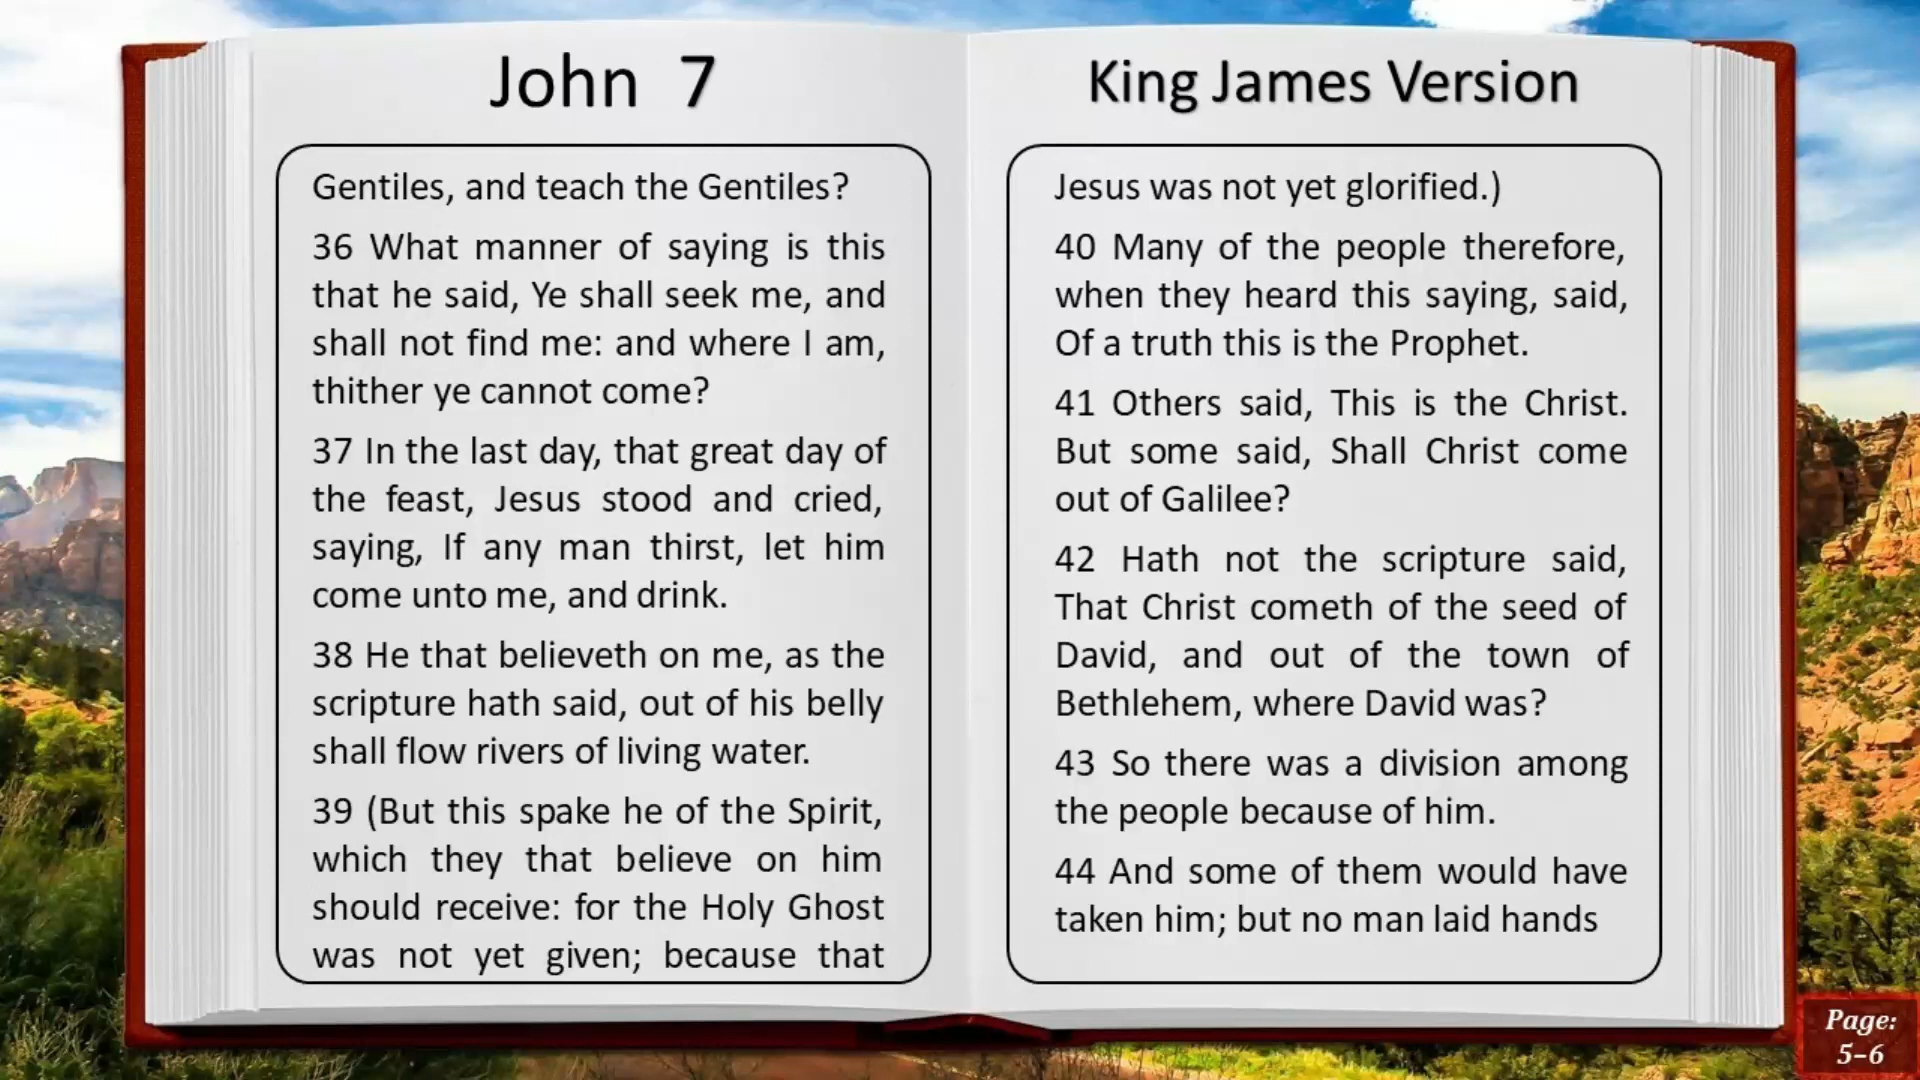 John 7
Gentiles, and teach the Gentiles?
36 What manner of saying is this
that he said, Ye shall seek me, and
shall not find me: and where I am,
thither ye cannot come?
37 In the last day, that great day of
the feast, Jesus stood and cried,
saying, If any man thirst, let him
come unto me, and drink.
38 He that believeth on me, as the
scripture hath said, out of his belly
shall flow rivers of living water.
39 (But this spake he of the Spirit,
which they that believe on him
should receive: for the Holy Ghost
was not yet given; because that
King James Version
Jesus was not yet glorified.)
40 Many of the people therefore,
when they heard this saying, said,
Of a truth this is the Prophet.
41 Others said, This is the Christ.
But some said, Shall Christ come
out of Galilee?
42 Hath not the scripture said,
That Christ cometh of the seed of
David, and out of the town of
Bethlehem, where David was?
43 So there was a division among
the people because of him.
44 And some of them would have
taken him; but no man laid hands
Page:
5-6